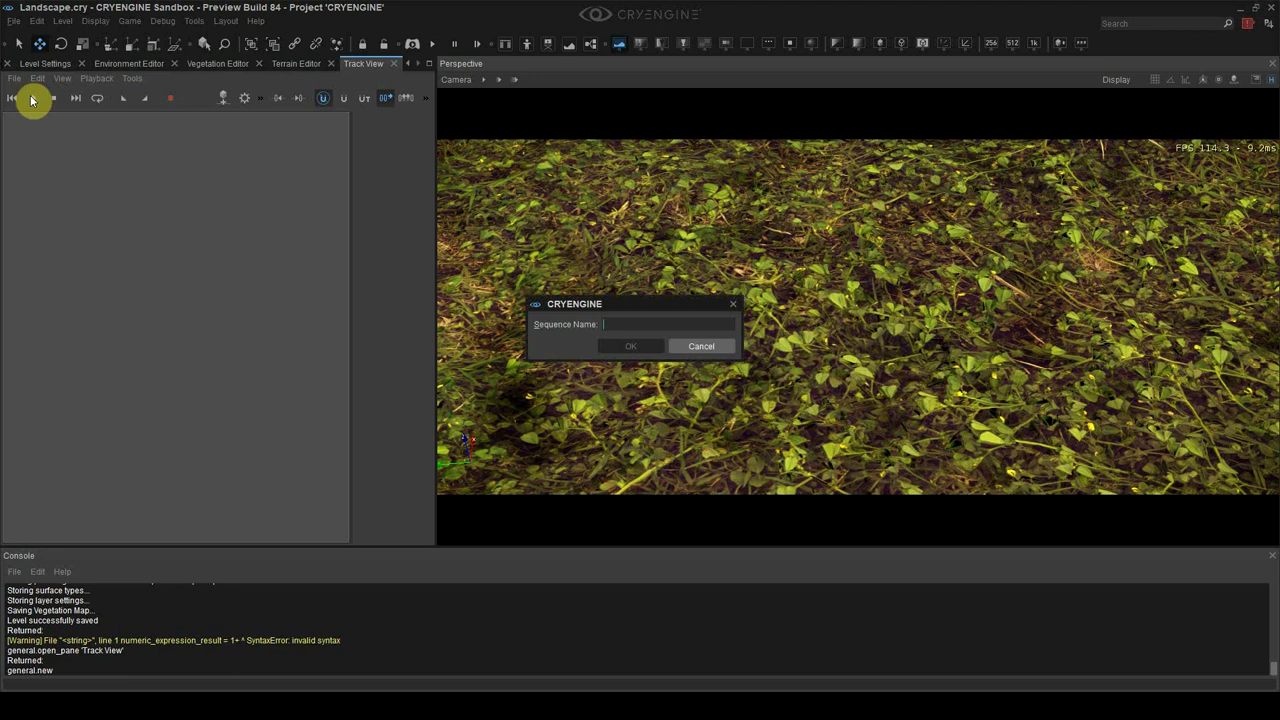 Landscape.cry - CRYENGINE Sandbox - Preview Build 84 - Project 'CRYENGINE'
CRYENGINE
File Edit Level Display Game Debug Tools Layout Help
Search
256 512 1k
Level Settings Environment Editor Vegetation Editor Terrain Editor Track View
Perspective
File Edit View Playback Tools
Camera
Display
FPS 114.3 - 9.2ms
CRYENGINE
Sequence Name:
OK Cancel
Console
File Edit Help
Storing surface types...
Storing layer settings...
Saving Vegetation Map...
Level successfully saved
Returned:
[Warning] File "<string>", line 1 numeric_expression_result = 1+ ^ SyntaxError: invalid syntax
general.open_pane 'Track View'
Returned:
general.new